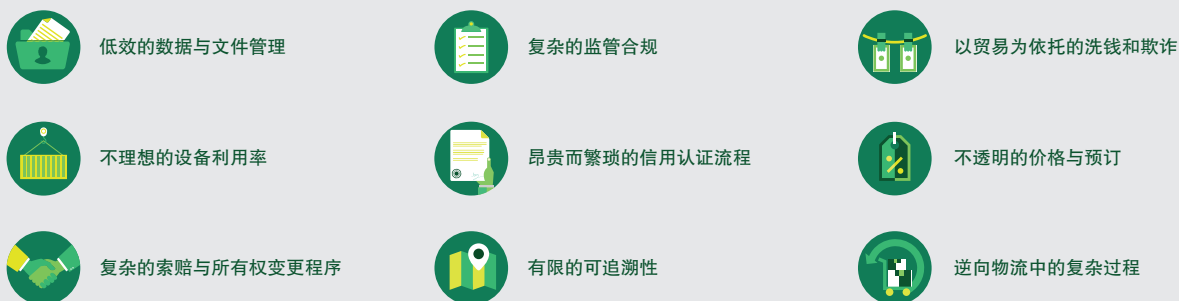 低效的数据与文件管理
复杂的监管合规
以贸易为依托的洗钱和欺诈
不理想的设备利用率
昂贵而繁琐的信用认证流程
不透明的价格与预订
复杂的索赔与所有权变更程序
有限的可追溯性
逆向物流中的复杂过程